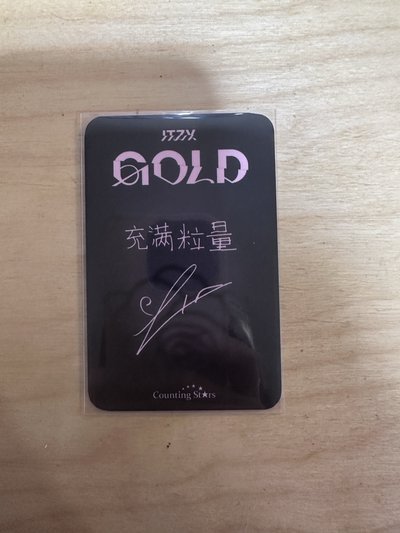 ITZY
GOLD
充满粒量
Counting Stars